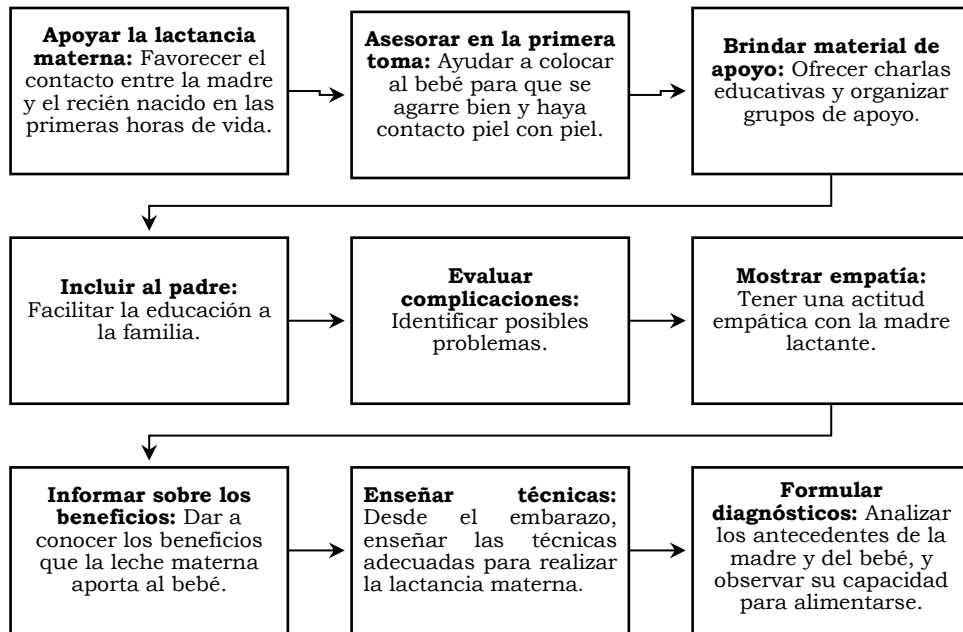 Apoyar la lactancia
materna: Favorecer el
contacto entre la madre
y el recién nacido en las
primeras horas de vida.
Asesorar en la primera
toma: Ayudar a colocar
al bebé para que se
agarre bien y haya
contacto piel con piel.
Brindar material de
apoyo: Ofrecer charlas
educativas y organizar
grupos de apoyo.
Incluir al padre:
Facilitar la educación a
la familia.
Evaluar
complicaciones:
Identificar posibles
problemas.
Mostrar empatía:
Tener una actitud
empática con la madre
lactante.
Informar sobre los
beneficios: Dar a
conocer los beneficios
que la leche materna
aporta al bebé.
Enseñar técnicas:
Desde el embarazo,
enseñar las técnicas
adecuadas para realizar
la lactancia materna.
Formular
diagnósticos: Analizar
los antecedentes de la
madre y del bebé, y
observar su capacidad
para alimentarse.